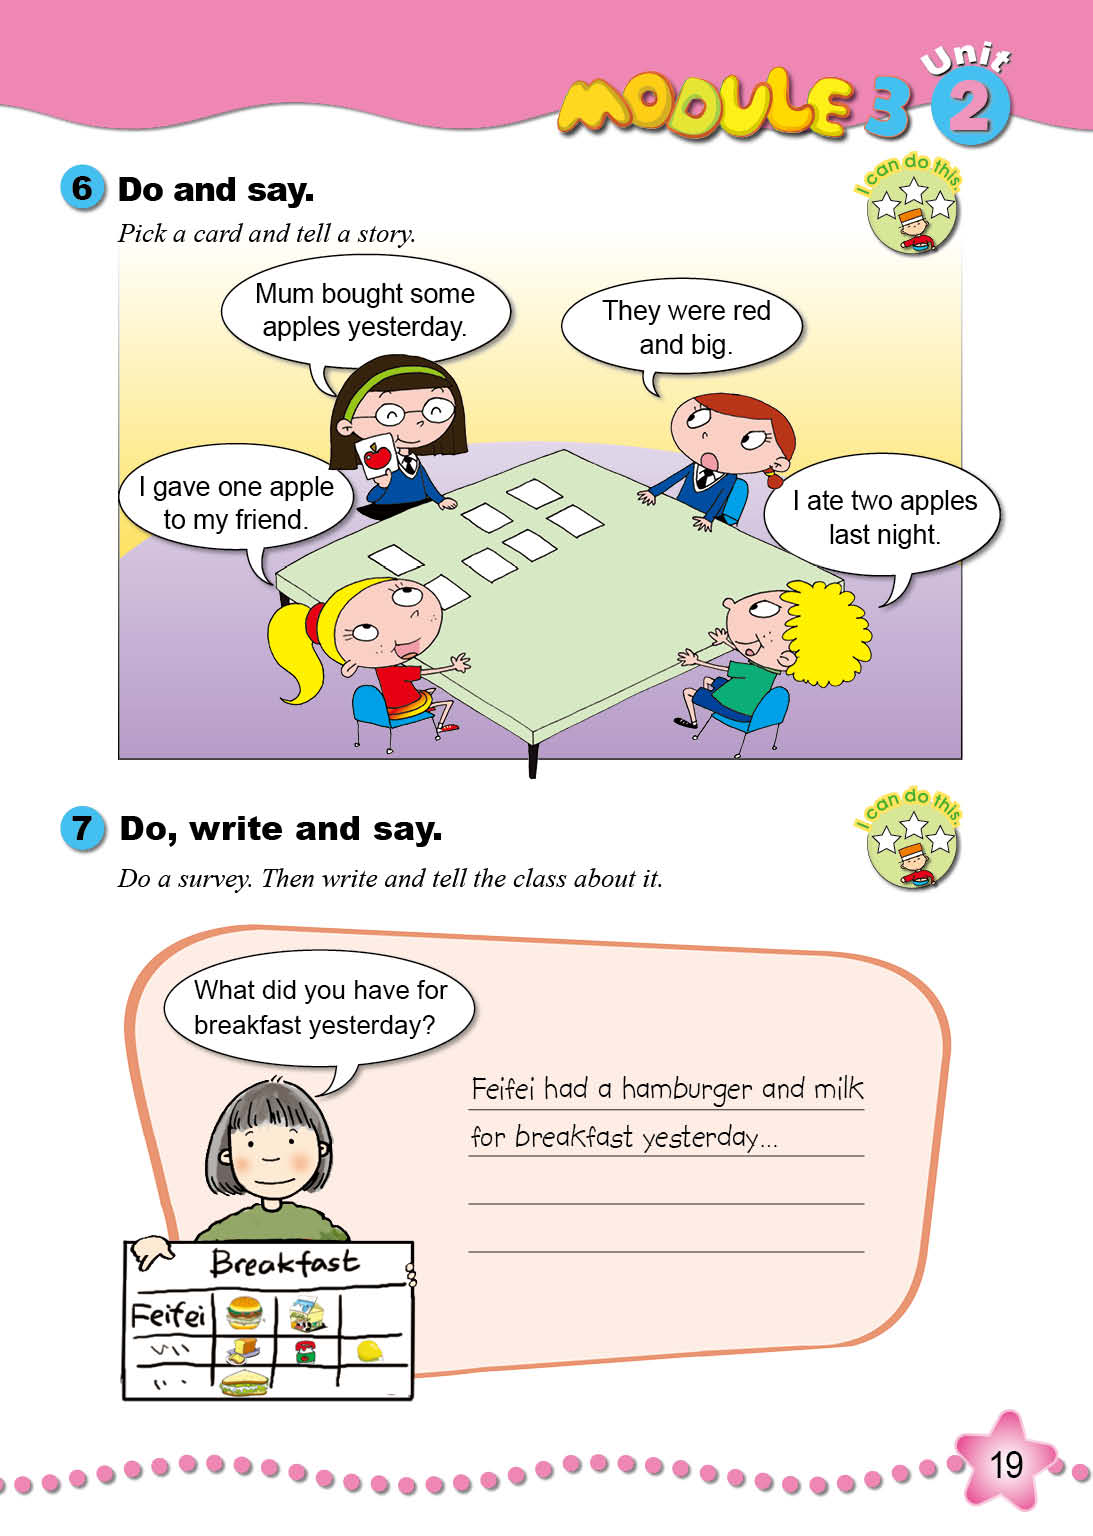 MODULE 3 Unit 2
6 Do and say.
I can do this.
Pick a card and tell a story.
Mum bought some
apples yesterday.
They were red
and big.
I gave one apple
to my friend.
I ate two apples
last night.
7 Do, write and say.
I can do this.
Do a survey. Then write and tell the class about it.
What did you have for
breakfast yesterday?
Feifei had a hamburger and milk
for breakfast yesterday...
Breakfast
Feifei
19